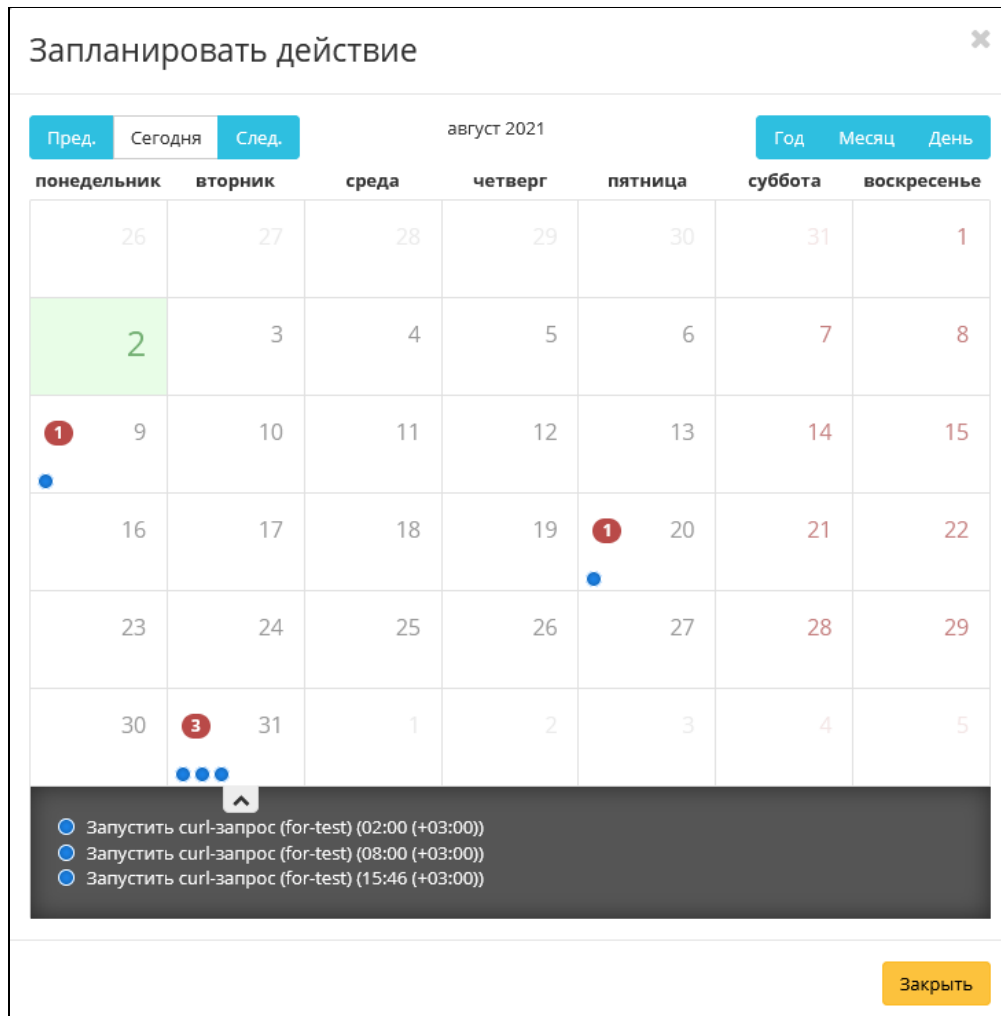 Запланировать действие
Пред. Сегодня След. август 2021 Год Месяц День
понедельник вторник среда четверг пятница суббота воскресенье
26 27 28 29 30 31 1
2 3 4 5 6 7 8
1 9 10 11 12 13 14 15
16 17 18 19 1 20 21 22
23 24 25 26 27 28 29
30 3 31 1 2 3 4 5
Запустить curl-запрос (for-test) (02:00 (+03:00))
Запустить curl-запрос (for-test) (08:00 (+03:00))
Запустить curl-запрос (for-test) (15:46 (+03:00))
Закрыть